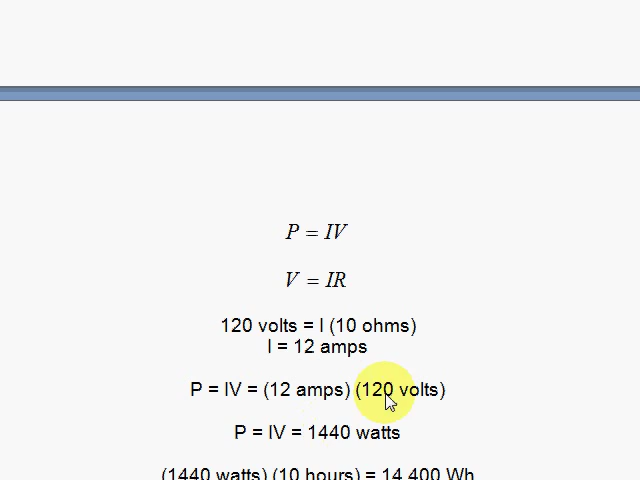 P = IV
V = IR
120 volts = I (10 ohms)
I = 12 amps
P = IV = (12 amps) (120 volts)
P = IV = 1440 watts
(1440 watts) (10 hours) = 14,400 Wh